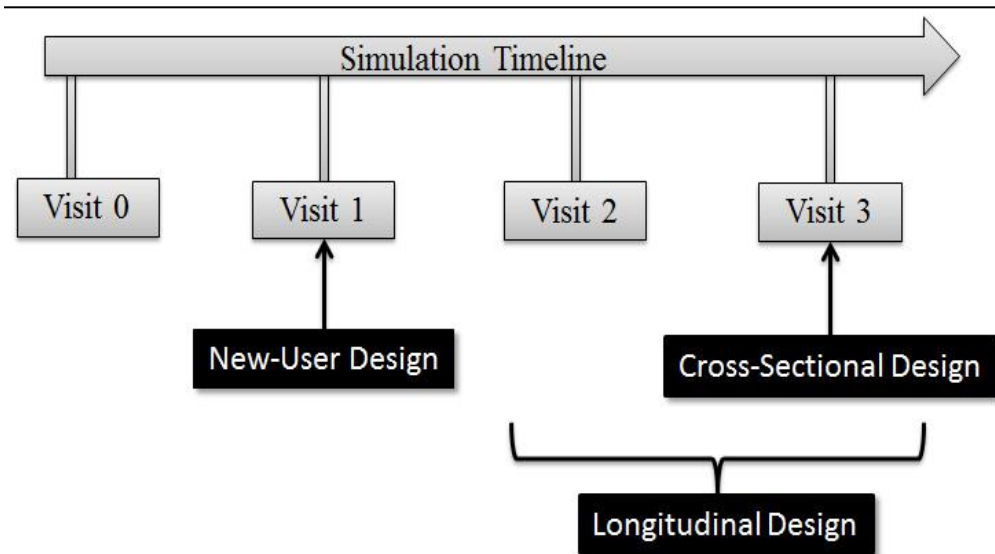 Simulation Timeline
Visit 0
Visit 1
Visit 2
Visit 3
New-User Design
Cross-Sectional Design
Longitudinal Design